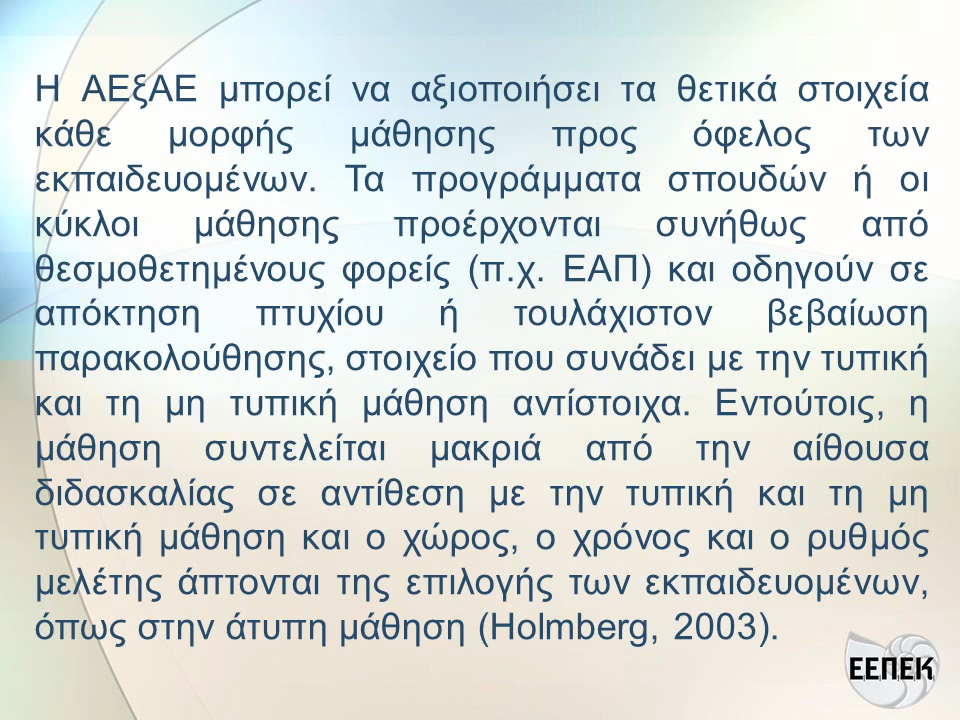 Η ΑΕξΑΕ μπορεί να αξιοποιήσει τα θετικά στοιχεία
κάθε μορφής μάθησης προς όφελος των
εκπαιδευομένων. Τα προγράμματα σπουδών ή οι
κύκλοι μάθησης προέρχονται συνήθως από
θεσμοθετημένους φορείς (π.χ. ΕΑΠ) και οδηγούν σε
απόκτηση πτυχίου ή τουλάχιστον βεβαίωση
παρακολούθησης, στοιχείο που συνάδει με την τυπική
και τη μη τυπική μάθηση αντίστοιχα. Εντούτοις, η
μάθηση συντελείται μακριά από την αίθουσα
διδασκαλίας σε αντίθεση με την τυπική και τη μη
τυπική μάθηση και ο χώρος, ο χρόνος και ο ρυθμός
μελέτης άπτονται της επιλογής των εκπαιδευομένων,
όπως στην άτυπη μάθηση (Holmberg, 2003).
ΕΕΠΕΚ